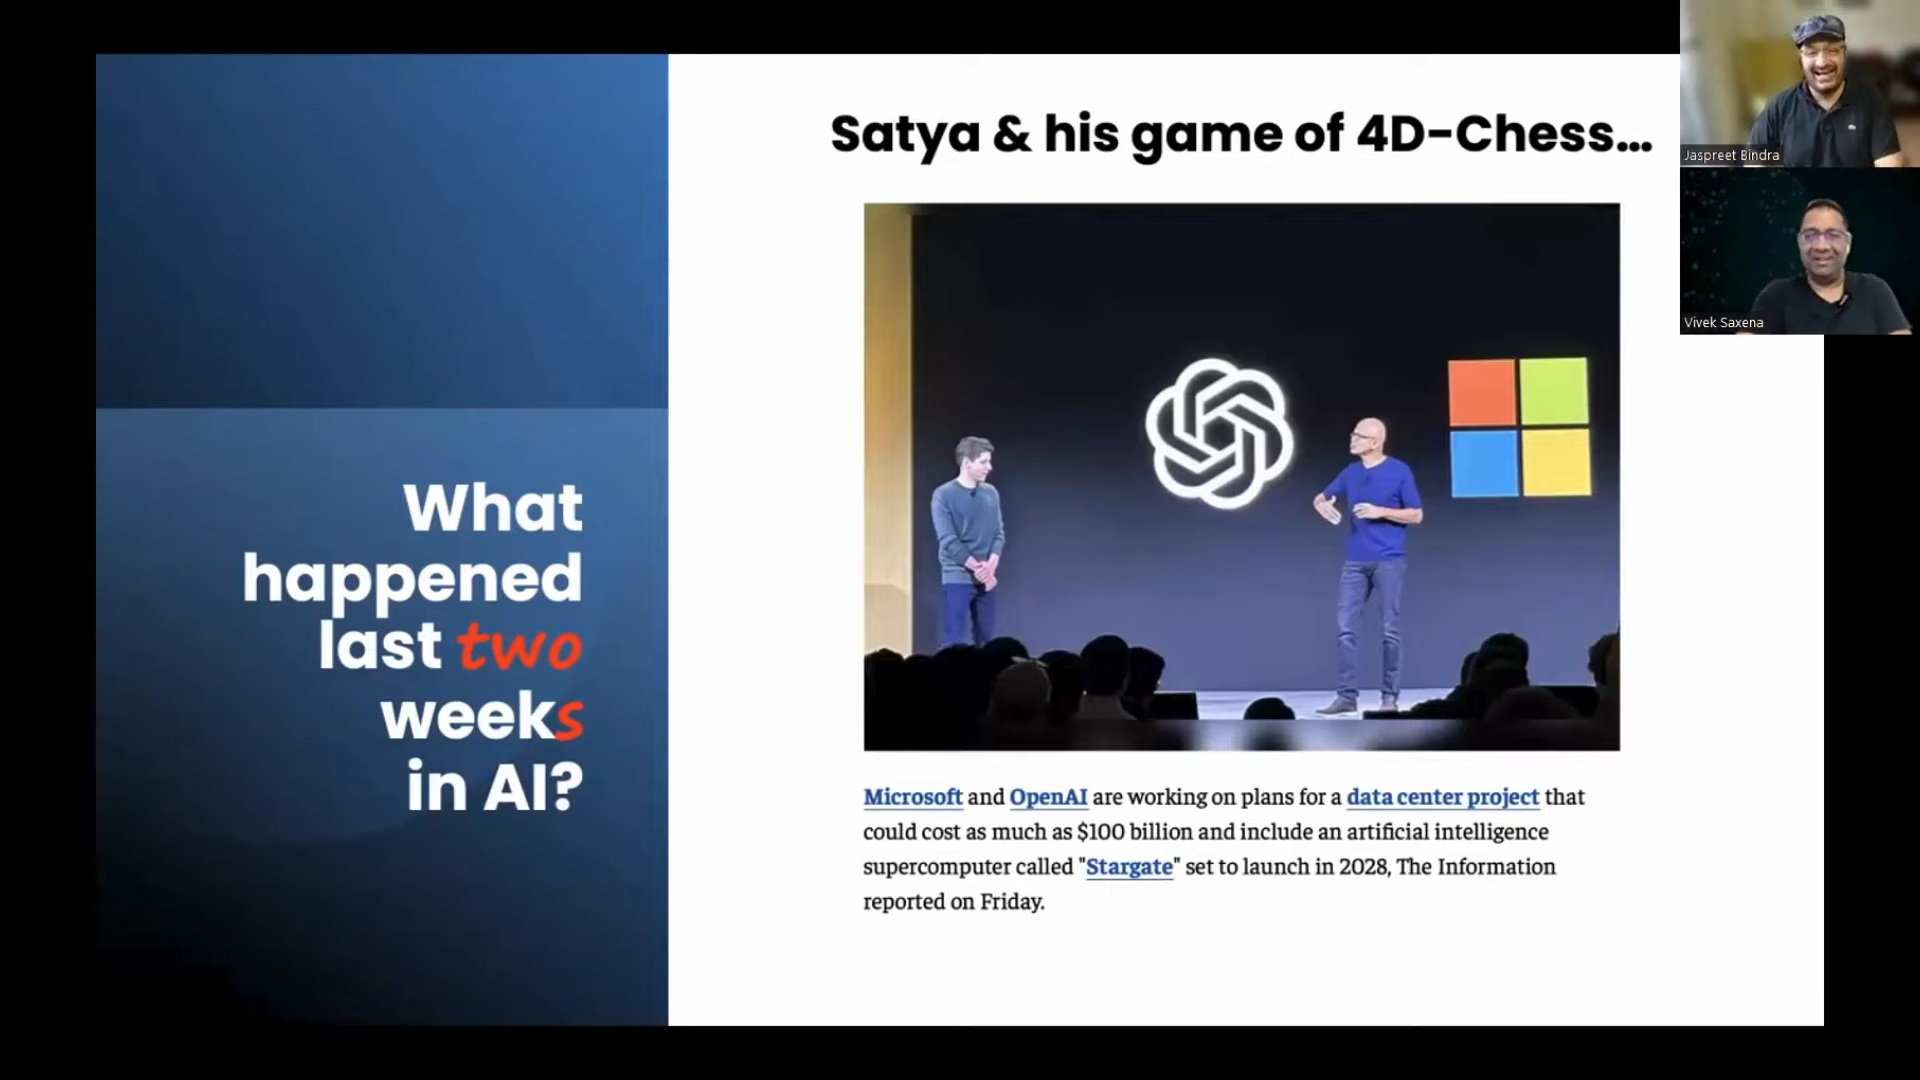 Satya & his game of 4D-Chess...
Jaspreet Bindra
Vivek Saxena
What
happened
last two
weeks
in AI?
Microsoft and OpenAI are working on plans for a data center project that
could cost as much as $100 billion and include an artificial intelligence
supercomputer called "Stargate" set to launch in 2028, The Information
reported on Friday.